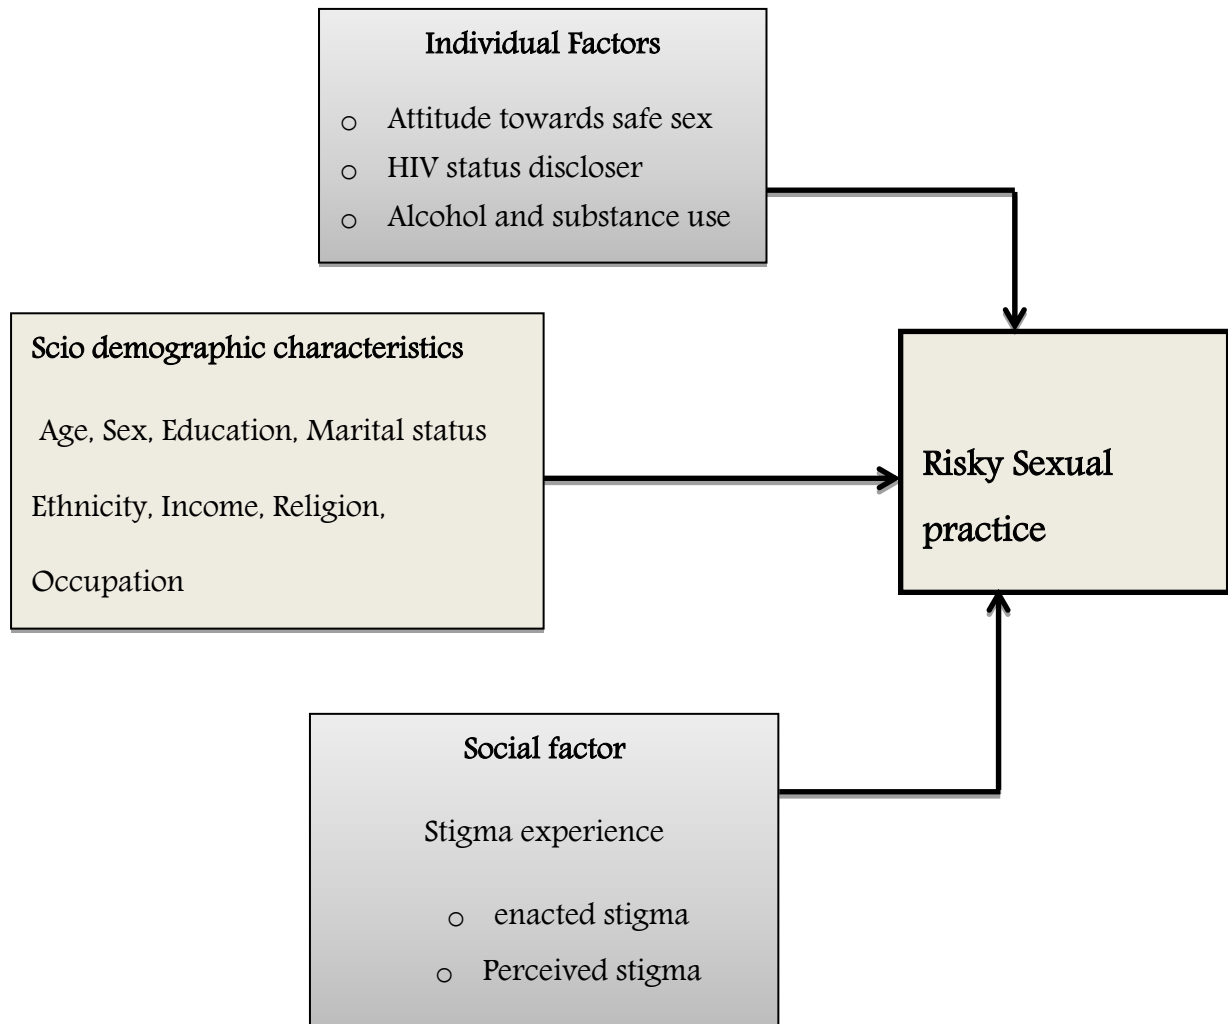 Individual Factors
o Attitude towards safe sex
o HIV status discloser
o Alcohol and substance use
Scio demographic characteristics
Age, Sex, Education, Marital status
Ethnicity, Income, Religion,
Occupation
Risky Sexual
practice
Social factor
Stigma experience
o enacted stigma
o Perceived stigma